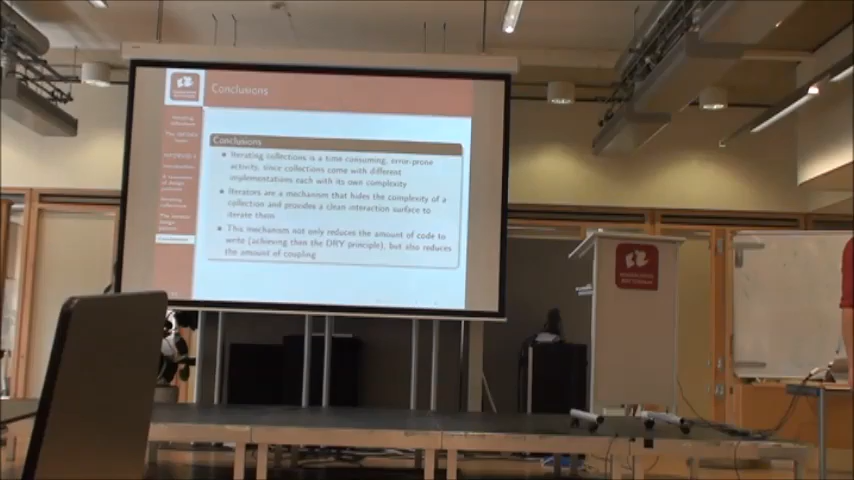 Conclusions
Conclusions
Iterating collections is a time consuming, error-prone
activity, since collections come with different
implementations each with its own complexity
Iterators are a mechanism that hides the complexity of a
collection and provides a clean interaction surface to
iterate them
This mechanism not only reduces the amount of code to
write (achieving then the DRY principle), but also reduces
the amount of coupling